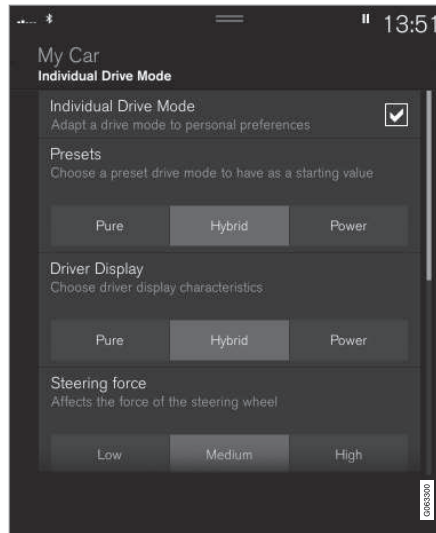 13:51
My Car
Individual Drive Mode
Individual Drive Mode
Adapt a drive mode to personal preferences
Presets
Choose a preset drive mode to have as a starting value
Pure Hybrid Power
Driver Display
Choose driver display characteristics
Pure Hybrid Power
Steering force
Affects the force of the steering wheel
Low Medium High
G063300